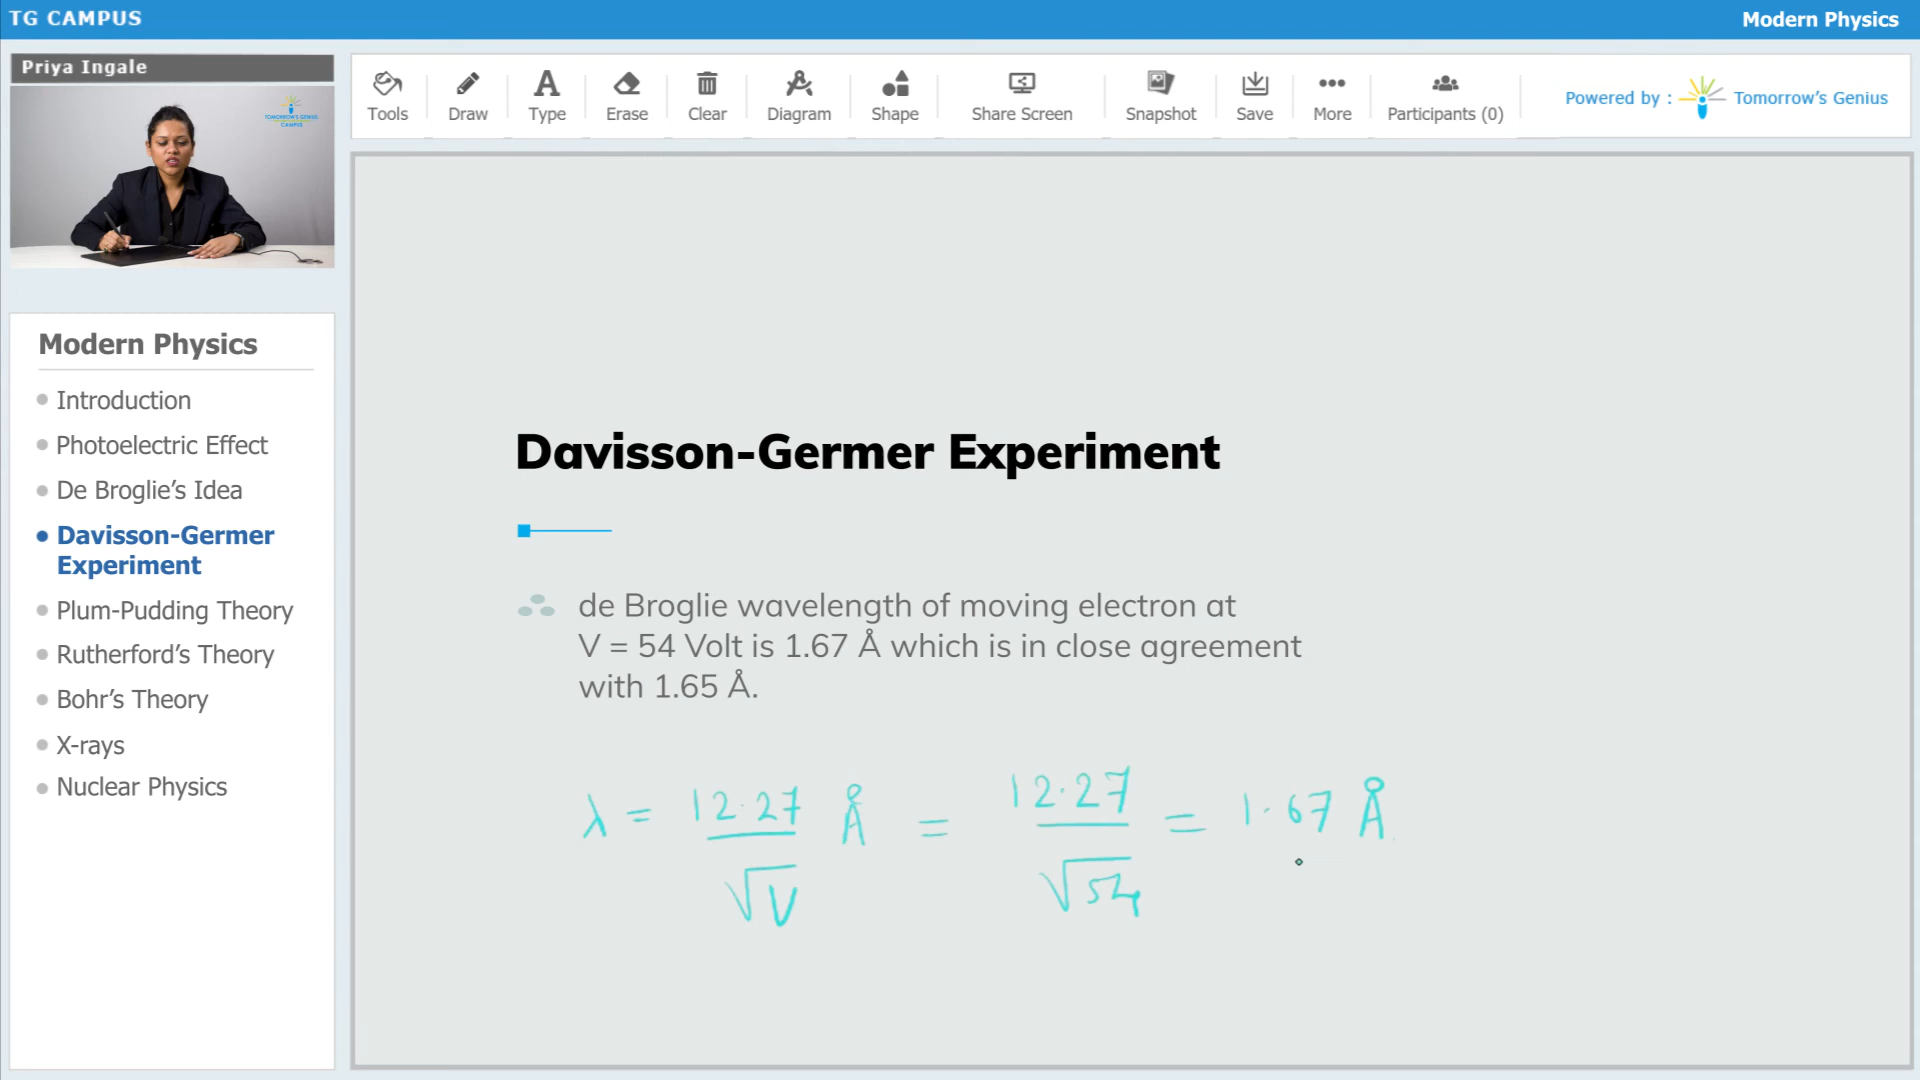 TG CAMPUS
Modern Physics
Priya Ingale
TOMORROW'S GENIUS
CAMPUS
Tools
Draw
Type
Erase
Clear
Diagram
Shape
Share Screen
Snapshot
Save
More
Participants (0)
Powered by : Tomorrow's Genius
Modern Physics
Introduction
Photoelectric Effect
De Broglie's Idea
Davisson-Germer
Experiment
Plum-Pudding Theory
Rutherford's Theory
Bohr's Theory
X-rays
Nuclear Physics
Davisson-Germer Experiment
de Broglie wavelength of moving electron at
V = 54 Volt is 1.67 Å which is in close agreement
with 1.65 Å.
λ = 12.27/√V Å = 12.27/√54 = 1.67 Å